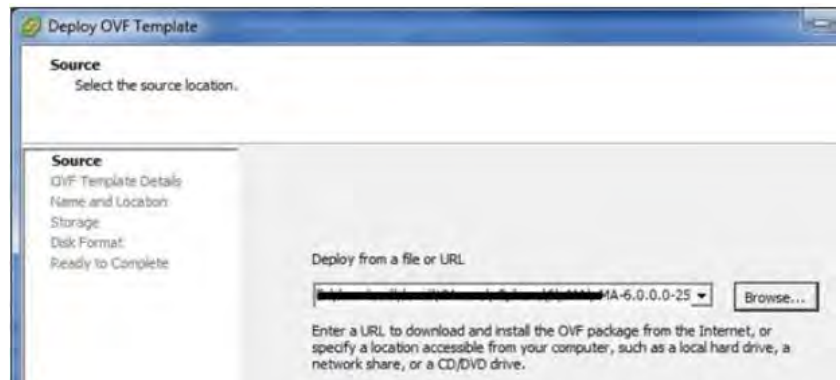 Deploy OVF Template
Source
Select the source location.
Source
OVF Template Details
Name and Location
Storage
Disk Format
Ready to Complete
Deploy from a file or URL
MA-6.0.0.0-25
Browse...
Enter a URL to download and install the OVF package from the Internet, or
specify a location accessible from your computer, such as a local hard drive, a
network share, or a CD/DVD drive.